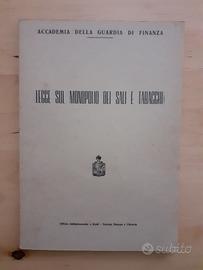 ACCADEMIA DELLA GUARDIA DI FINANZA
(LEGGE SUL MONOPOLIO DEI SALI E TABACCHI)
subito